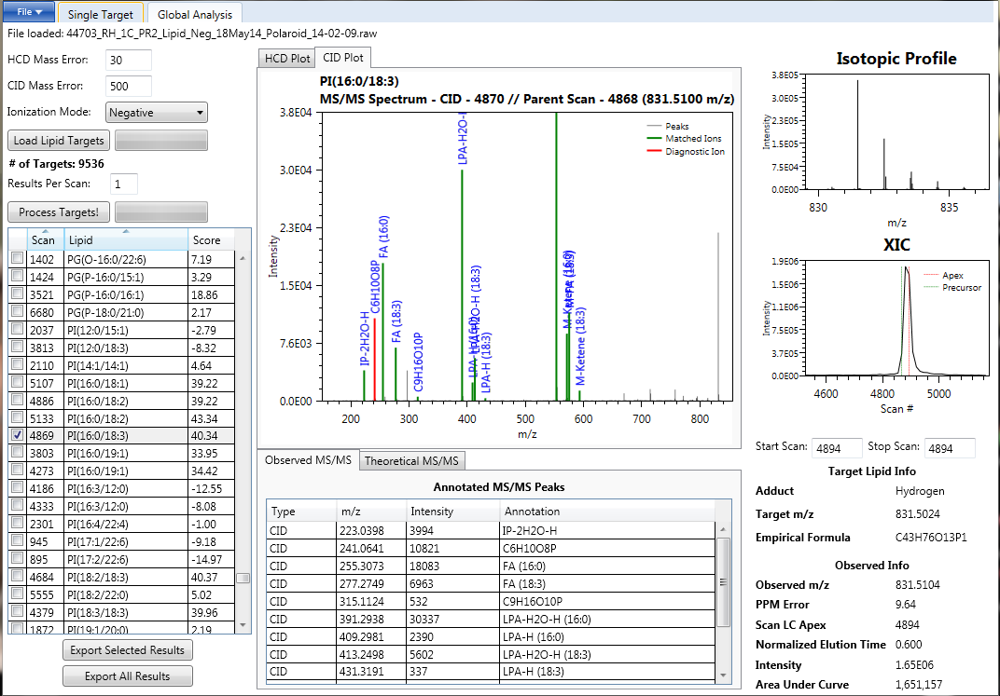 File
Single Target
Global Analysis
File loaded: 44703_RH_1C_PR2_Lipid_Neg_18May14_Polaroid_14-02-09.raw
HCD Mass Error: 30
CID Mass Error: 500
Ionization Mode: Negative
Load Lipid Targets
# of Targets: 9536
Results Per Scan: 1
Process Targets!
Scan Lipid Score
1402 PG(O-16:0/22:6) 7.19
1424 PG(P-16:0/15:1) 3.29
3521 PG(P-16:0/16:1) 18.86
6680 PG(P-18:0/21:0) 2.17
2037 PI(12:0/15:1) -2.79
3813 PI(12:0/18:3) -8.32
2110 PI(14:1/14:1) 4.64
5107 PI(16:0/18:1) 39.22
4886 PI(16:0/18:2) 39.22
5133 PI(16:0/18:2) 43.34
4869 PI(16:0/18:3) 40.34
3803 PI(16:0/19:1) 33.95
4273 PI(16:0/19:1) 34.42
4186 PI(16:3/12:0) -12.55
4333 PI(16:3/12:0) -8.08
2301 PI(16:4/22:4) -1.00
945 PI(17:1/22:6) -9.18
895 PI(17:2/22:6) -14.97
4684 PI(18:2/18:3) 40.37
5555 PI(18:2/22:0) 5.02
4379 PI(18:3/18:3) 39.96
1872 PI(19:1/20:0) 2.19
Export Selected Results
Export All Results
HCD Plot
CID Plot
PI(16:0/18:3)
MS/MS Spectrum - CID - 4870 // Parent Scan - 4868 (831.5100 m/z)
3.8E04
3.0E04
2.3E04
1.5E04
7.6E03
0.0E00
Intensity
Peaks
Matched Ions
Diagnostic Ion
IP-2H2O-H
C6H10O8P
FA (16:0)
FA (18:3)
C9H16O10P
LPA-H2O-H
LPA-H (16:0)
LPA-H2O-H (18:3)
LPA-H (18:3)
M-Ketene (16:0)
M-FA (18:3)
M-Ketene (18:3)
200 300 400 500 600 700 800
m/z
Observed MS/MS
Theoretical MS/MS
Annotated MS/MS Peaks
Type m/z Intensity Annotation
CID 223.0398 3994 IP-2H2O-H
CID 241.0641 10821 C6H10O8P
CID 255.3073 18083 FA (16:0)
CID 277.2749 6963 FA (18:3)
CID 315.1124 532 C9H16O10P
CID 391.2938 30337 LPA-H2O-H (16:0)
CID 409.2981 2390 LPA-H (16:0)
CID 413.2498 5602 LPA-H2O-H (18:3)
CID 431.3191 337 LPA-H (18:3)
Isotopic Profile
3.8E05
3.0E05
2.3E05
1.5E05
7.5E04
0.0E00
Intensity
830 835
m/z
XIC
1.9E06
1.5E06
1.1E06
7.5E05
3.7E05
0.0E00
Intensity
Apex
Precursor
4600 4800 5000
Scan #
Start Scan: 4894 Stop Scan: 4894
Target Lipid Info
Adduct Hydrogen
Target m/z 831.5024
Empirical Formula C43H76O13P1
Observed Info
Observed m/z 831.5104
PPM Error 9.64
Scan LC Apex 4894
Normalized Elution Time 0.600
Intensity 1.65E06
Area Under Curve 1,651,157